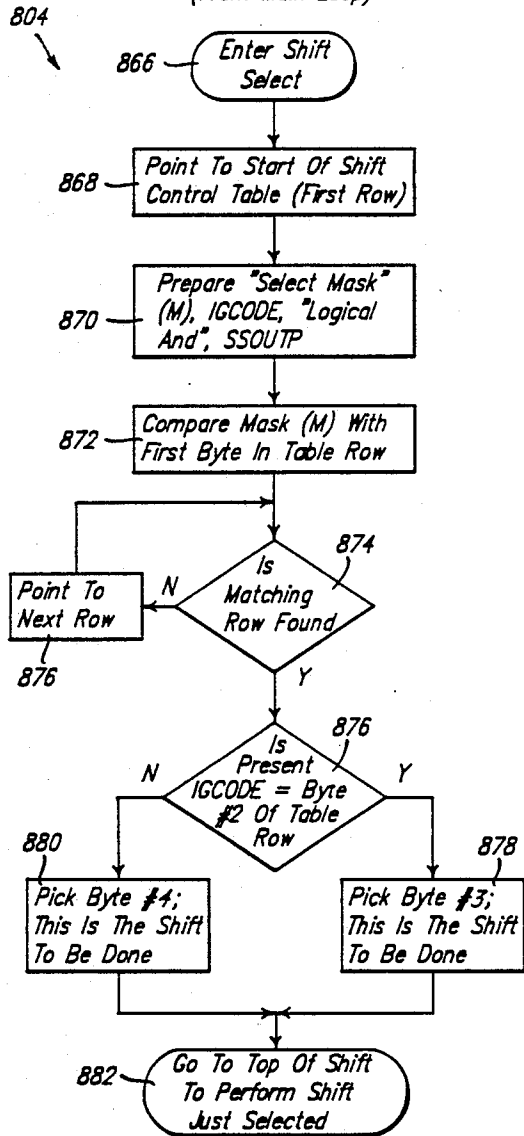 (From Main Loop)
804
866
Enter Shift
Select
868
Point To Start Of Shift
Control Table (First Row)
870
Prepare "Select Mask"
(M), IGCODE, "Logical
And", SSOUTP
872
Compare Mask (M) With
First Byte In Table Row
874
Is
Matching
Row Found
N
Y
Point To
Next Row
876
876
Is
Present
IGCODE = Byte
#2 Of Table
Row
N
Y
880
Pick Byte #4;
This Is The Shift
To Be Done
878
Pick Byte #3;
This Is The Shift
To Be Done
882
Go To Top Of Shift
To Perform Shift
Just Selected